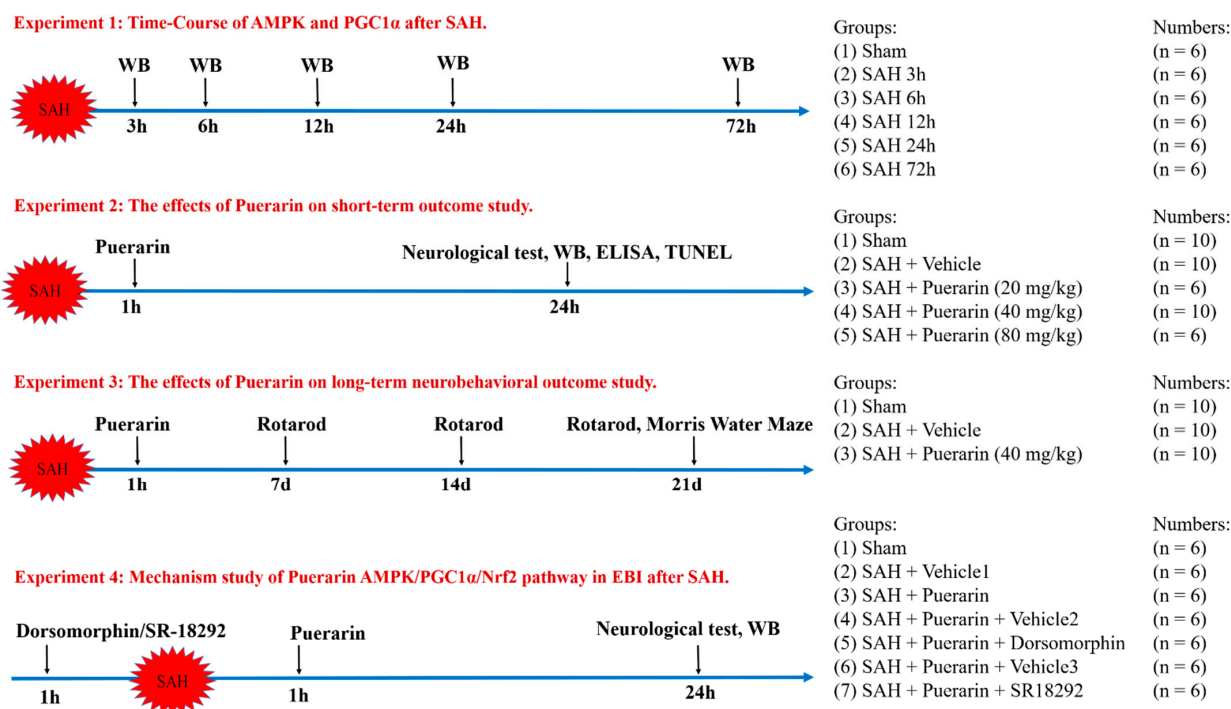 Experiment 1: Time-Course of AMPK and PGC1α after SAH.
WB WB WB WB WB
SAH
3h 6h 12h 24h 72h
Groups: Numbers:
(1) Sham (n = 6)
(2) SAH 3h (n = 6)
(3) SAH 6h (n = 6)
(4) SAH 12h (n = 6)
(5) SAH 24h (n = 6)
(6) SAH 72h (n = 6)
Experiment 2: The effects of Puerarin on short-term outcome study.
Puerarin Neurological test, WB, ELISA, TUNEL
SAH
1h 24h
Groups: Numbers:
(1) Sham (n = 10)
(2) SAH + Vehicle (n = 10)
(3) SAH + Puerarin (20 mg/kg) (n = 6)
(4) SAH + Puerarin (40 mg/kg) (n = 10)
(5) SAH + Puerarin (80 mg/kg) (n = 6)
Experiment 3: The effects of Puerarin on long-term neurobehavioral outcome study.
Puerarin Rotarod Rotarod Rotarod, Morris Water Maze
SAH
1h 7d 14d 21d
Groups: Numbers:
(1) Sham (n = 10)
(2) SAH + Vehicle (n = 10)
(3) SAH + Puerarin (40 mg/kg) (n = 10)
Experiment 4: Mechanism study of Puerarin AMPK/PGC1α/Nrf2 pathway in EBI after SAH.
Dorsomorphin/SR-18292 Puerarin Neurological test, WB
SAH
1h 1h 24h
Groups: Numbers:
(1) Sham (n = 6)
(2) SAH + Vehicle1 (n = 6)
(3) SAH + Puerarin (n = 6)
(4) SAH + Puerarin + Vehicle2 (n = 6)
(5) SAH + Puerarin + Dorsomorphin (n = 6)
(6) SAH + Puerarin + Vehicle3 (n = 6)
(7) SAH + Puerarin + SR18292 (n = 6)